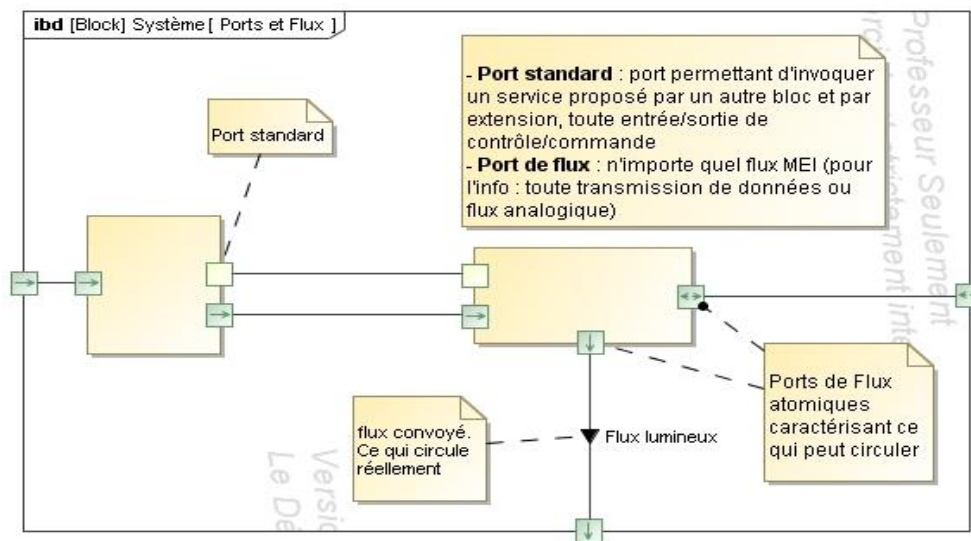 ibd [Block] Système [ Ports et Flux ]
- Port standard : port permettant d'invoquer
un service proposé par un autre bloc et par
extension, toute entrée/sortie de
contrôle/commande
- Port de flux : n'importe quel flux MEI (pour
l'info : toute transmission de données ou
flux analogique)
Port standard
Ports de Flux
atomiques
caractérisant ce
qui peut circuler
flux convoyé.
Ce qui circule
réellement
Flux lumineux
Professeur Seulement
Versio
Le Dé